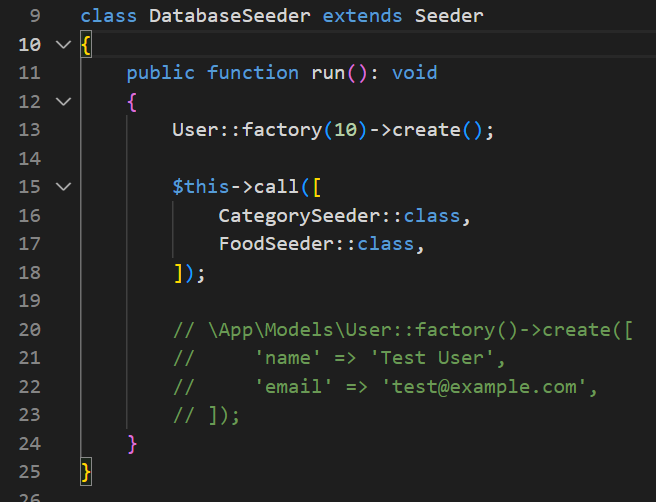 9 class DatabaseSeeder extends Seeder
10 {
11     public function run(): void
12     {
13         User::factory(10)->create();
14
15         $this->call([
16             CategorySeeder::class,
17             FoodSeeder::class,
18         ]);
19
20         // \App\Models\User::factory()->create([
21         //     'name' => 'Test User',
22         //     'email' => 'test@example.com',
23         // ]);
24     }
25 }
26